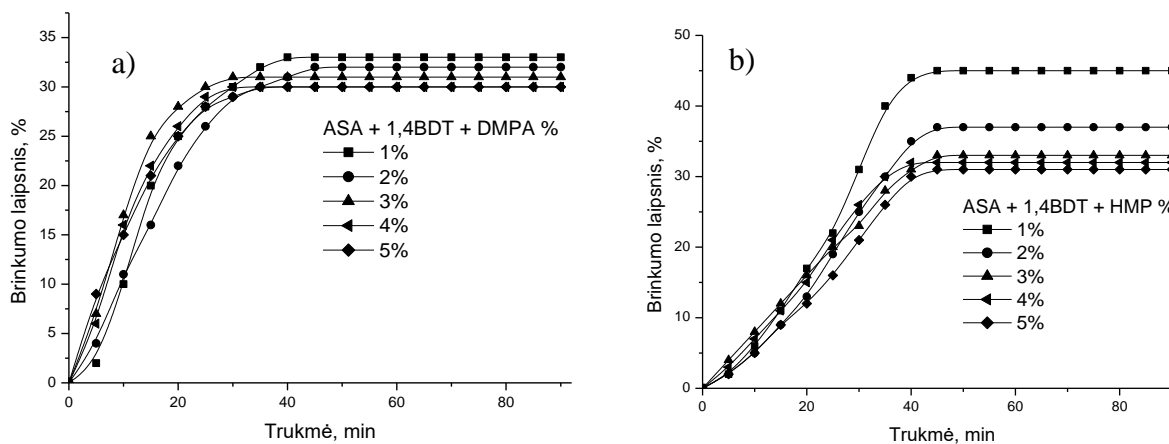 a)
35
30
25
20
15
10
5
0
Brinkumo laipsnis, %
ASA + 1,4BDT + DMPA %
1%
2%
3%
4%
5%
0 20 40 60 80
Trukmė, min
b)
50
40
30
20
10
0
Brinkumo laipsnis, %
ASA + 1,4BDT + HMP %
1%
2%
3%
4%
5%
0 20 40 60 80
Trukmė, min